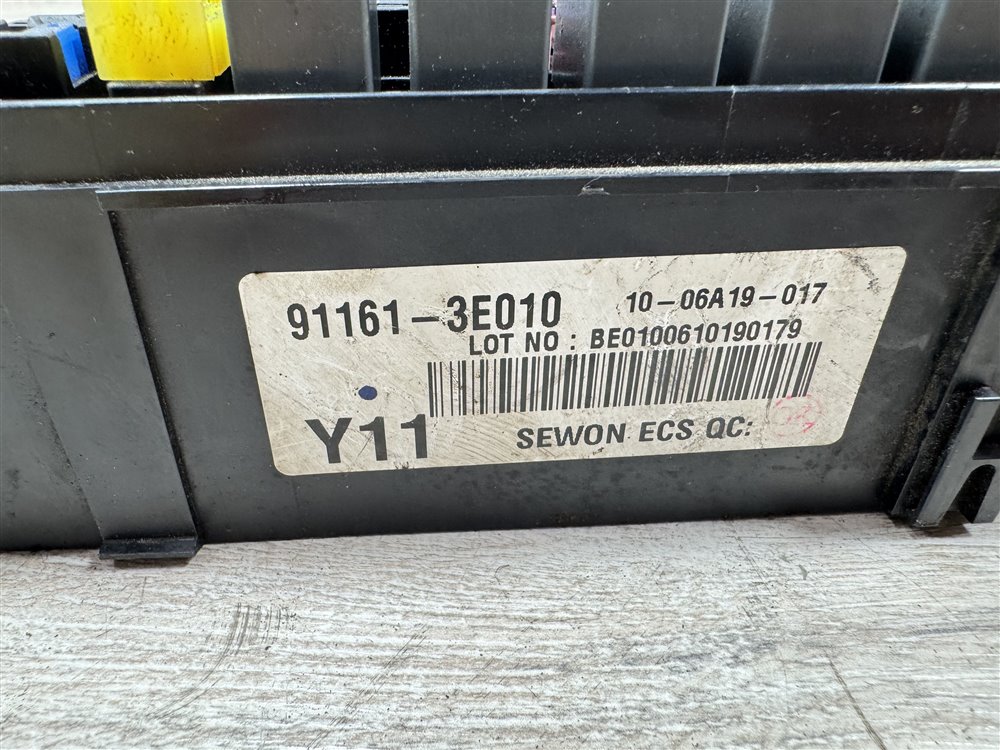 91161-3E010 10-06A19-017
LOT NO : BE0100610190179
Y11 SEWON ECS QC: